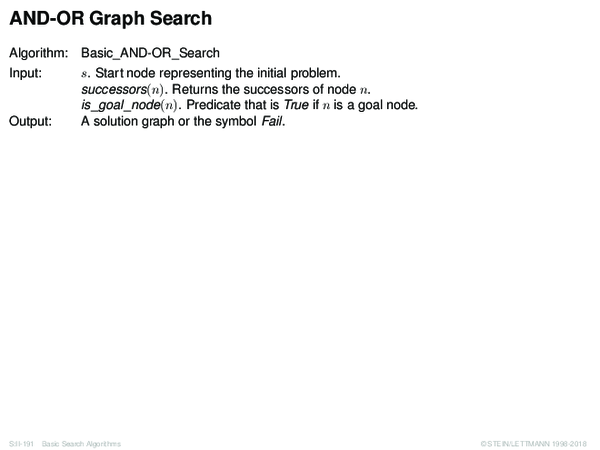 AND-OR Graph Search
Algorithm: Basic_AND-OR_Search
Input: s. Start node representing the initial problem.
successors(n). Returns the successors of node n.
is_goal_node(n). Predicate that is True if n is a goal node.
Output: A solution graph or the symbol Fail.
S:II-191 Basic Search Algorithms © STEIN/LETTMANN 1998-2018